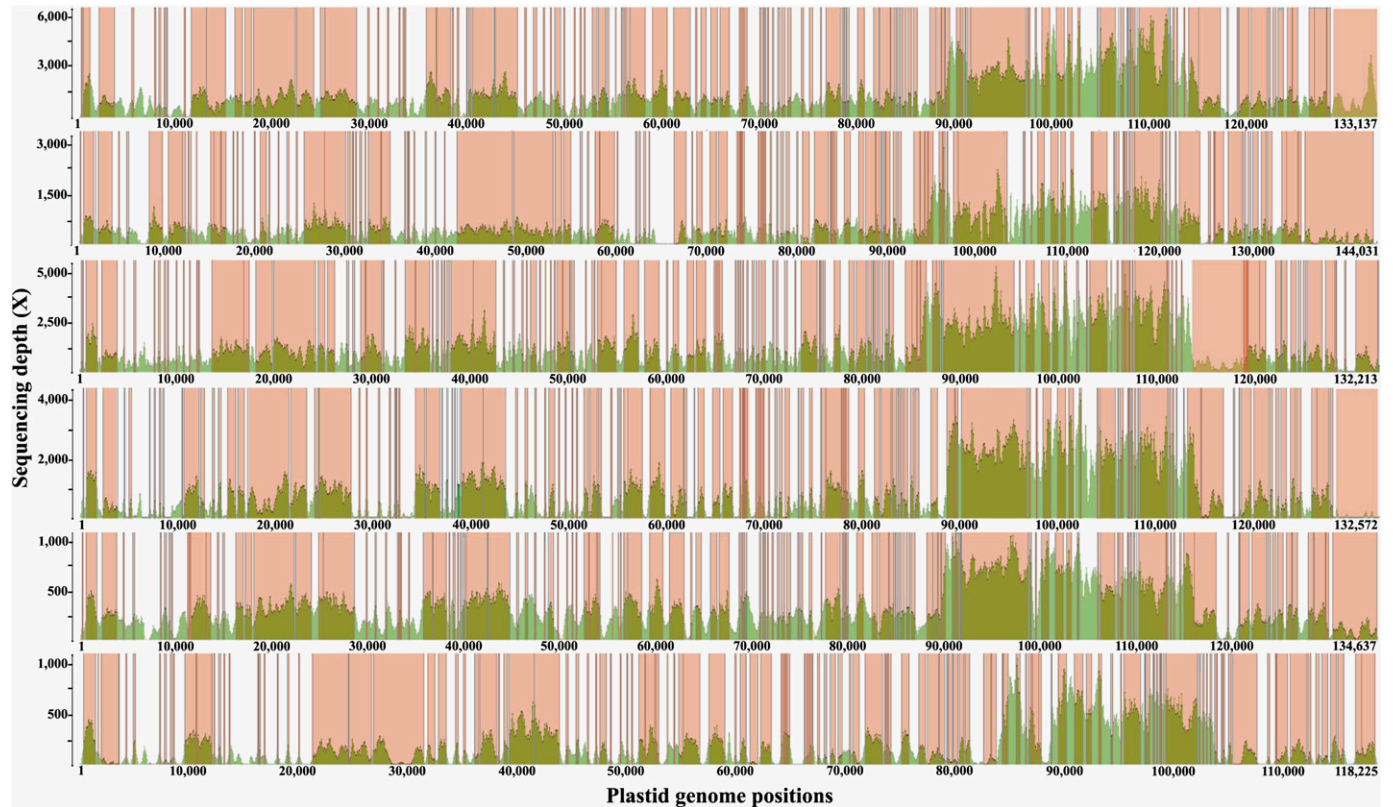 6,000
3,000
1 10,000 20,000 30,000 40,000 50,000 60,000 70,000 80,000 90,000 100,000 110,000 120,000 133,137
3,000
1,500
1 10,000 20,000 30,000 40,000 50,000 60,000 70,000 80,000 90,000 100,000 110,000 120,000 130,000 144,031
5,000
2,500
1 10,000 20,000 30,000 40,000 50,000 60,000 70,000 80,000 90,000 100,000 110,000 120,000 132,213
Sequencing depth (X)
4,000
2,000
1 10,000 20,000 30,000 40,000 50,000 60,000 70,000 80,000 90,000 100,000 110,000 120,000 132,572
1,000
500
1 10,000 20,000 30,000 40,000 50,000 60,000 70,000 80,000 90,000 100,000 110,000 120,000 134,637
1,000
500
1 10,000 20,000 30,000 40,000 50,000 60,000 70,000 80,000 90,000 100,000 110,000 118,225
Plastid genome positions